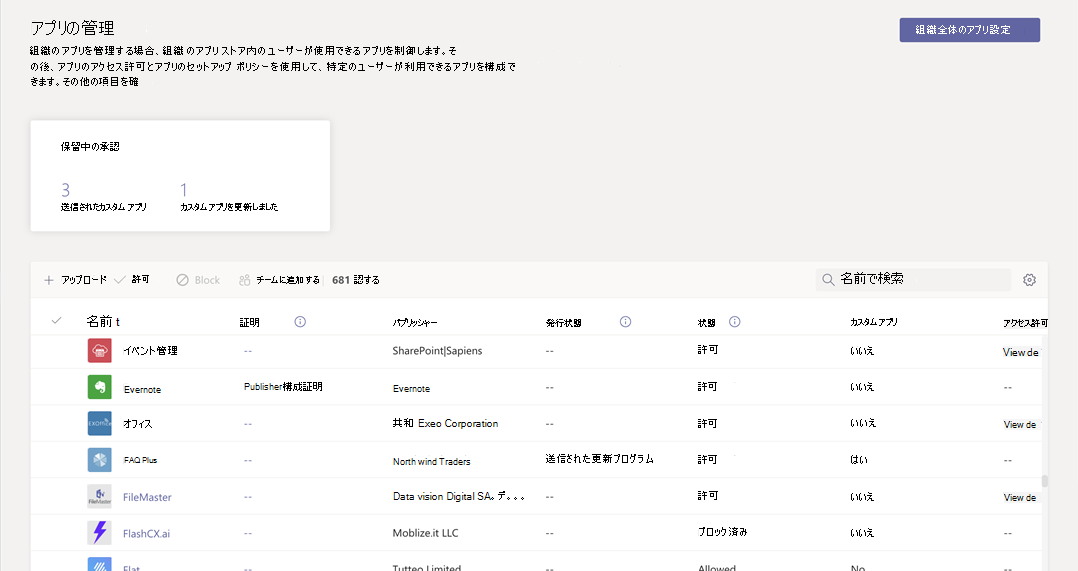 アプリの管理
組織全体のアプリ設定
組織のアプリを管理する場合、組織 のアプリストア内のユーザーが使用できるアプリを制御します。そ
の後、アプリのアクセス許可とアプリのセットアップ ポリシーを使用して、特定のユーザーが利用できるアプリを構成で
きます。その他の項目を確
保留中の承認
3 1
送信されたカスタム アプリ カスタムアプリを更新しました
アップロード 許可 Block チームに追加する 681 認する 名前で検索
名前 t 証明 パブリッシャー 発行状態 状態 カスタム アプリ アクセス許可
イベント管理 -- SharePoint|Sapiens -- 許可 いいえ View de
Evernote Publisher構成証明 Evernote -- 許可 いいえ --
オフィス -- 共和 Exeo Corporation -- 許可 いいえ View de
FAQ Plus -- North wind Traders 送信された更新プログラム 許可 はい --
FileMaster -- Data vision Digital SA。デ。。。 -- 許可 いいえ View de
FlashCX.ai -- Moblize.it LLC -- ブロック済み いいえ --
Flat -- Tutteo Limited -- Allowed No --